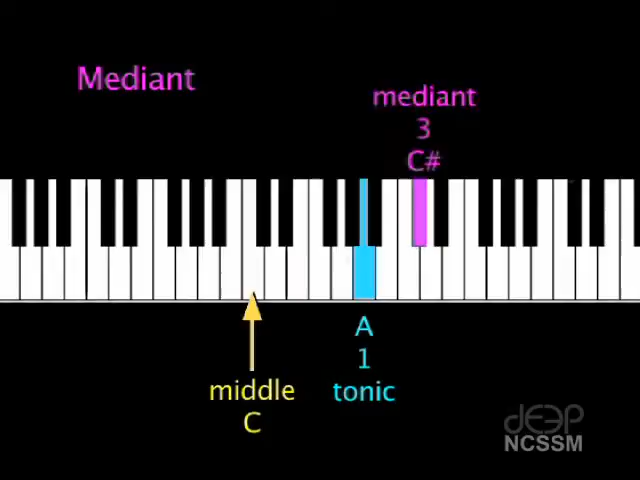 Mediant
mediant
3
C#
A
1
tonic
middle
C
deep
NCSSM